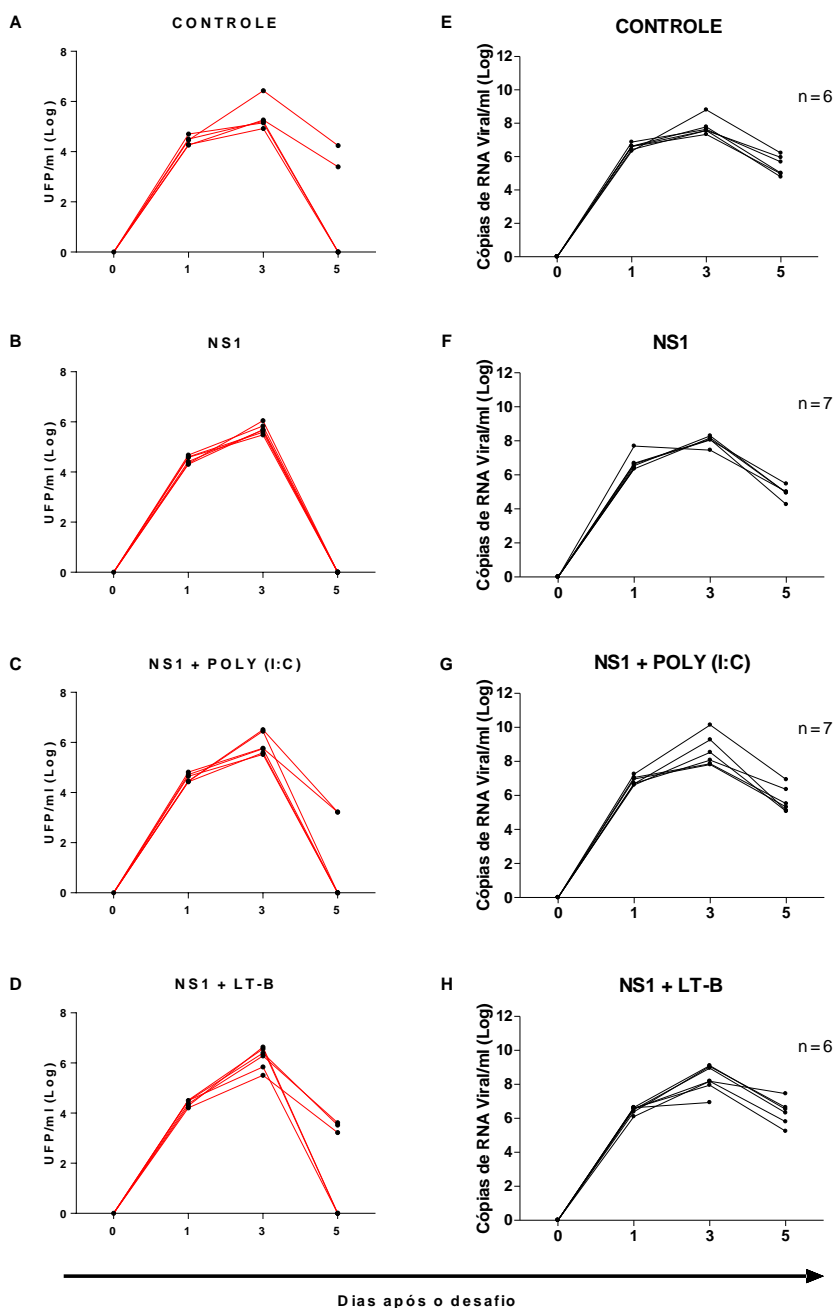 A
CONTROLE
UFP/ml (Log)
8
6
4
2
0
0 1 3 5
E
CONTROLE
n=6
Cópias de RNA Viral/ml (Log)
12
10
8
6
4
2
0
0 1 3 5
B
NS1
UFP/ml (Log)
8
6
4
2
0
0 1 3 5
F
NS1
n=7
Cópias de RNA Viral/ml (Log)
12
10
8
6
4
2
0
0 1 3 5
C
NS1 + POLY (I:C)
UFP/ml (Log)
8
6
4
2
0
0 1 3 5
G
NS1 + POLY (I:C)
n=7
Cópias de RNA Viral/ml (Log)
12
10
8
6
4
2
0
0 1 3 5
D
NS1 + LT-B
UFP/ml (Log)
8
6
4
2
0
0 1 3 5
H
NS1 + LT-B
n=6
Cópias de RNA Viral/ml (Log)
12
10
8
6
4
2
0
0 1 3 5
Dias após o desafio